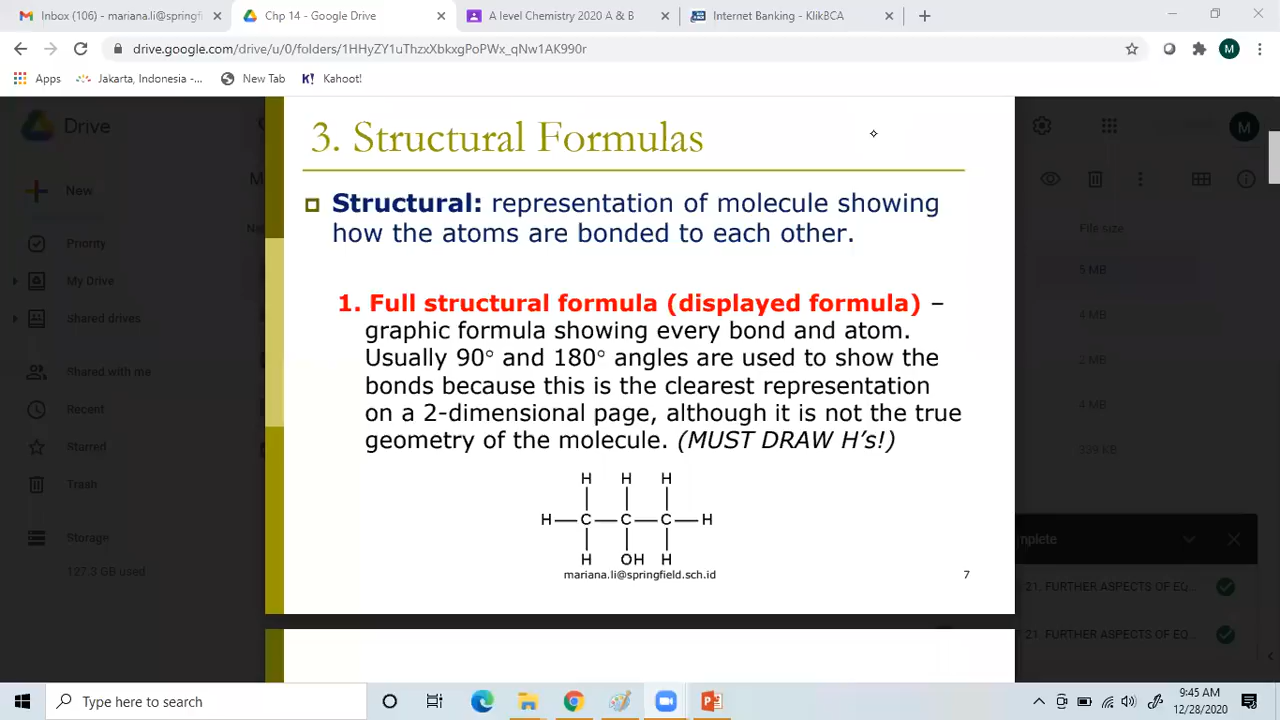 Inbox (106) - mariana.li@springf
Chp 14 - Google Drive
A level Chemistry 2020 A & B
Internet Banking - KlikBCA
drive.google.com/drive/u/0/folders/1HHyZY1uThzxXbkxgPoPWx_qNw1AK990r
M
Apps
Jakarta, Indonesia -...
New Tab
K!
Kahoot!
Drive
M
New
Priority
My Drive
Shared drives
Shared with me
Recent
Starred
Trash
Storage
127.3 GB used
3. Structural Formulas
Structural: representation of molecule showing
how the atoms are bonded to each other.
1. Full structural formula (displayed formula) –
graphic formula showing every bond and atom.
Usually 90° and 180° angles are used to show the
bonds because this is the clearest representation
on a 2-dimensional page, although it is not the true
geometry of the molecule. (MUST DRAW H's!)
H H H
H C C C H
H OH H
mariana.li@springfield.sch.id
7
File size
5 MB
4 MB
2 MB
4 MB
339 KB
mplete
21. FURTHER ASPECTS OF EQ...
21. FURTHER ASPECTS OF EQ...
Type here to search
9:45 AM
12/28/2020